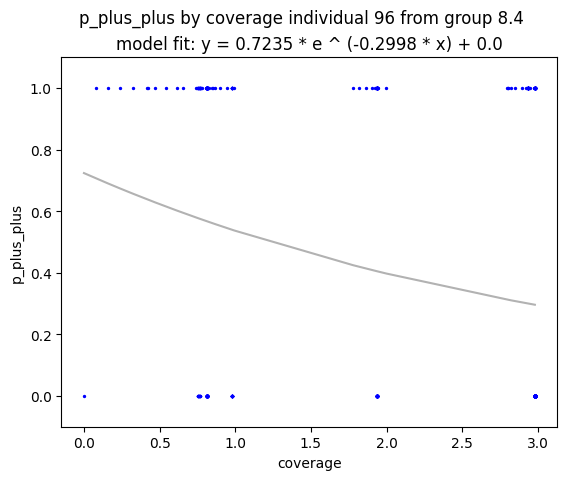 p_plus_plus by coverage individual 96 from group 8.4
model fit: y = 0.7235 * e ^ (-0.2998 * x) + 0.0
1.0
0.8
0.6
0.4
0.2
0.0
p_plus_plus
0.0 0.5 1.0 1.5 2.0 2.5 3.0
coverage